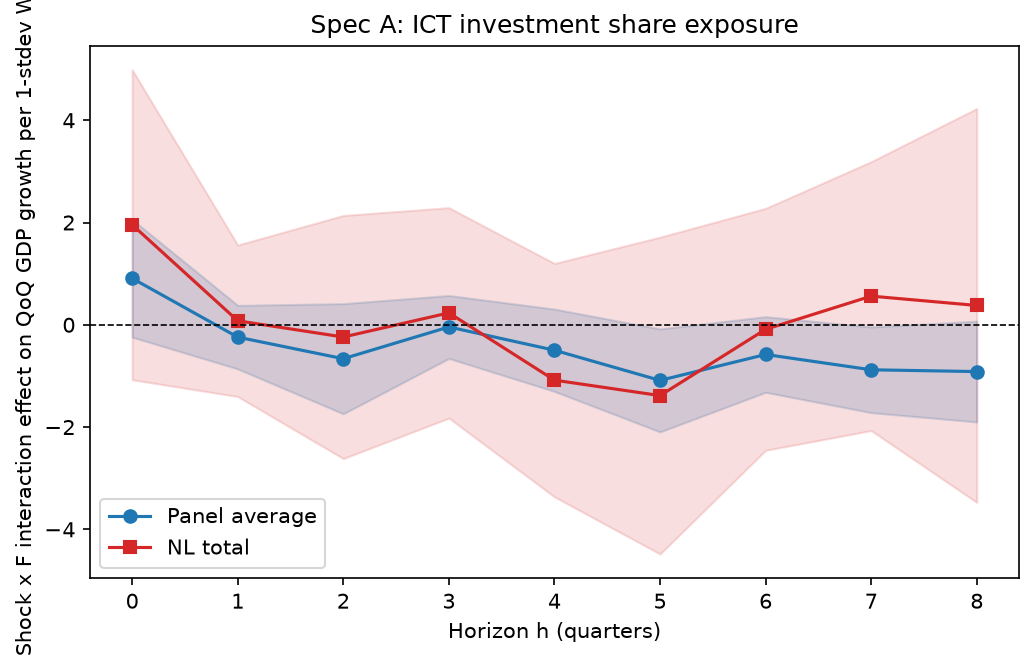 Spec A: ICT investment share exposure
Shock x F interaction effect on QoQ GDP growth per 1-stdev
4
2
0
−2
−4
Panel average
NL total
0 1 2 3 4 5 6 7 8
Horizon h (quarters)